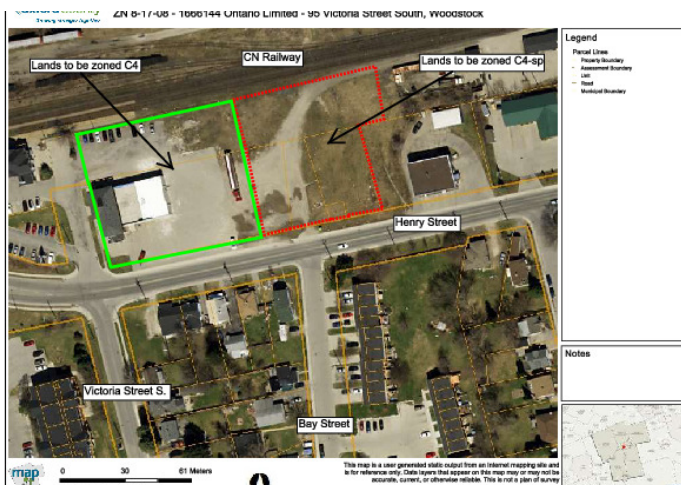 Growing stronger together
ZN 8-17-08 - 1666144 Ontario Limited - 95 Victoria Street South, Woodstock
CN Railway
Lands to be zoned C4
Lands to be zoned C4-sp
Henry Street
Victoria Street S.
Bay Street
Legend
Parcel Lines
Property Boundary
Assessment Boundary
Unit
Road
Municipal Boundary
Notes
map
0 30 61 Meters
This map is a user generated static output from an Internet mapping site and
is for reference only. Data layers that appear on this map may or may not be
accurate, current, or otherwise reliable. This is not a plan of survey